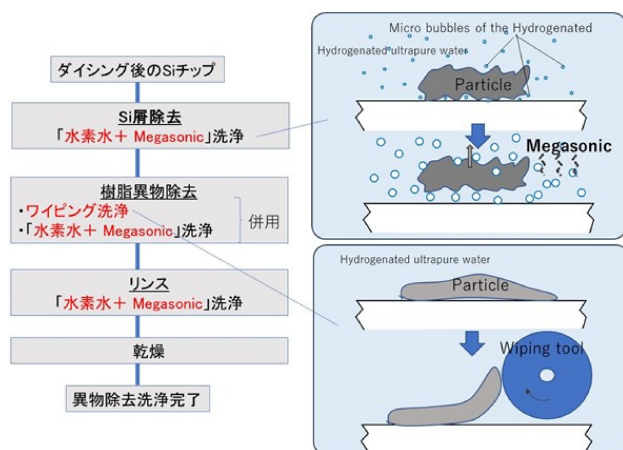 ダイシング後のSiチップ
Si屑除去
「水素水＋ Megasonic」洗浄
樹脂異物除去
・ワイピング洗浄
・「水素水＋ Megasonic」洗浄
併用
リンス
「水素水＋ Megasonic」洗浄
乾燥
異物除去洗浄完了
Micro bubbles of the Hydrogenated
Hydrogenated ultrapure water
Particle
Megasonic
Hydrogenated ultrapure water
Particle
Wiping tool